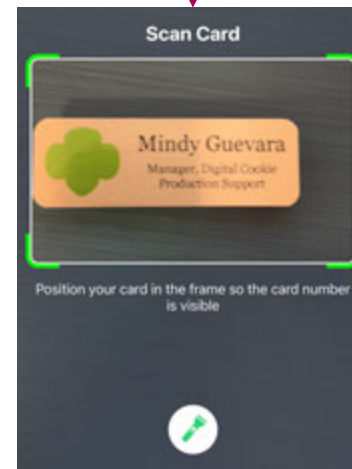 Scan Card
Mindy Guevara
Manager, Digital Cookie
Production Support
Position your card in the frame so the card number
is visible